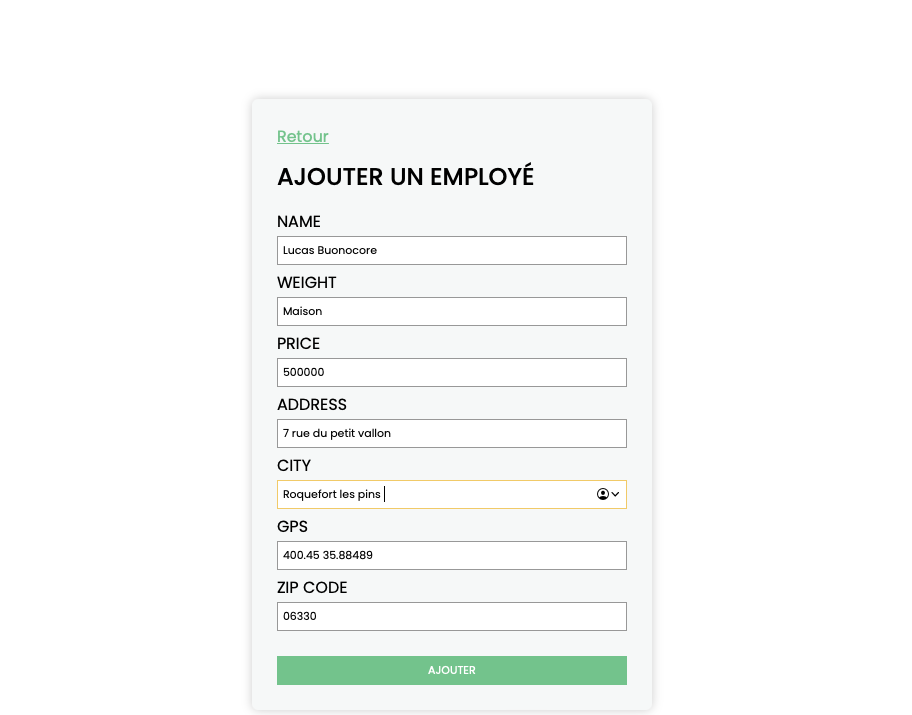 Retour
AJOUTER UN EMPLOYÉ
NAME
Lucas Buonocore
WEIGHT
Maison
PRICE
500000
ADDRESS
7 rue du petit vallon
CITY
Roquefort les pins
GPS
400.45 35.88489
ZIP CODE
06330
AJOUTER